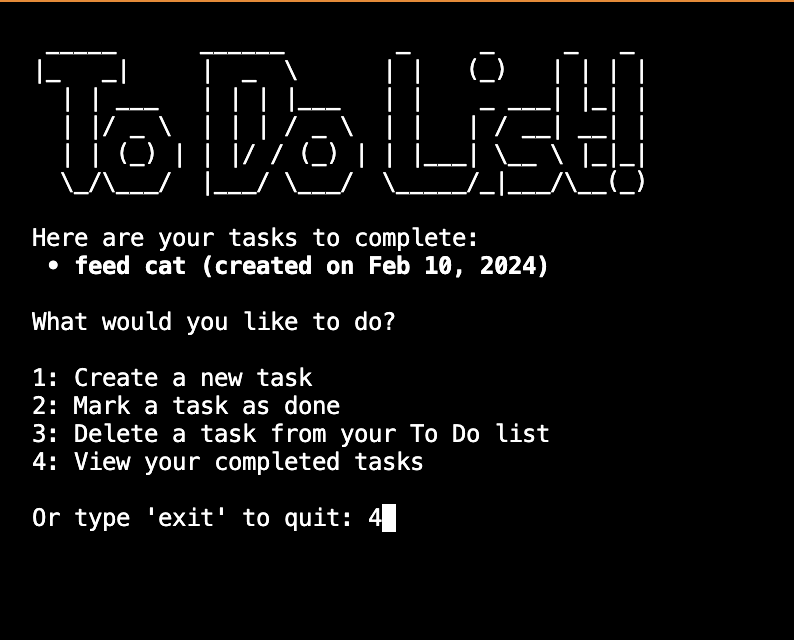 To Do List!
Here are your tasks to complete:
• feed cat (created on Feb 10, 2024)
What would you like to do?
1: Create a new task
2: Mark a task as done
3: Delete a task from your To Do list
4: View your completed tasks
Or type 'exit' to quit: 4